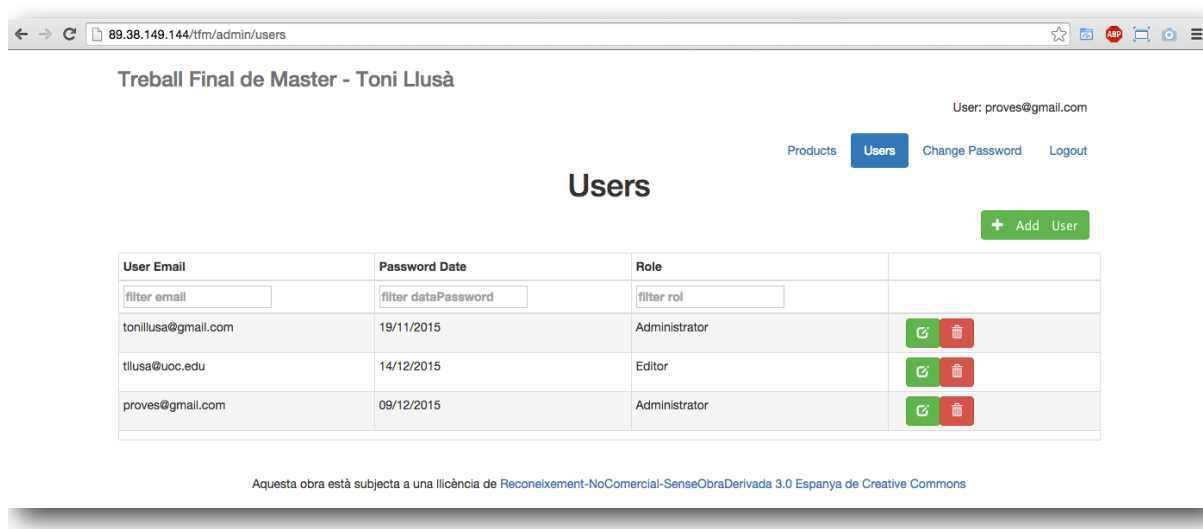 89.38.149.144/tfm/admin/users
ABP
Treball Final de Master - Toni Llusà
User: proves@gmail.com
Products Users Change Password Logout
Users
Add User
User Email Password Date Role
filter email filter dataPassword filter rol
tonillusa@gmail.com 19/11/2015 Administrator
tllusa@uoc.edu 14/12/2015 Editor
proves@gmail.com 09/12/2015 Administrator
Aquesta obra està subjecta a una llicència de Reconeixement-NoComercial-SenseObraDerivada 3.0 Espanya de Creative Commons